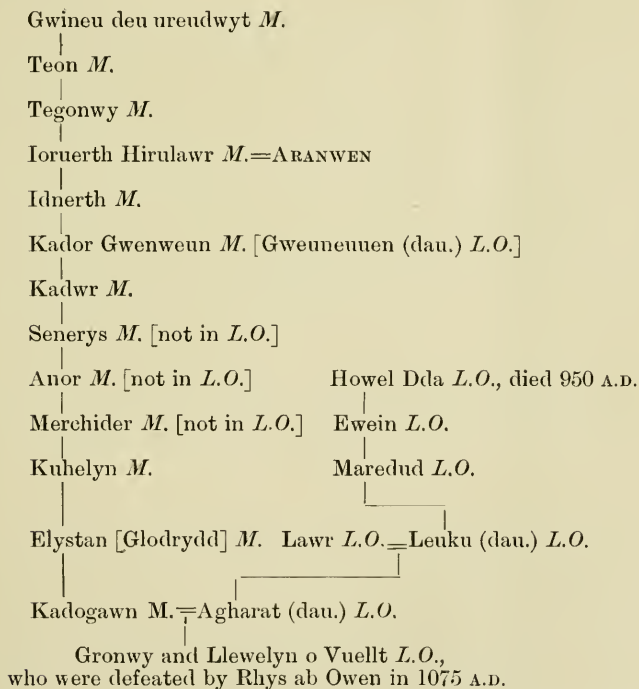 Gwineu deu ureudwyt M.
Teon M.
Tegonwy M.
Ioruerth Hirulawr M.=ARANWEN
Idnerth M.
Kador Gwenweun M. [Gweuneuuen (dau.) L.O.]
Kadwr M.
Senerys M. [not in L.O.]
Anor M. [not in L.O.] Howel Dda L.O., died 950 A.D.
Merchider M. [not in L.O.] Ewein L.O.
Kuhelyn M. Maredud L.O.
Elystan [Glodrydd] M. Lawr L.O.=Leuku (dau.) L.O.
Kadogawn M.=Agharat (dau.) L.O.
Gronwy and Llewelyn o Vuellt L.O.,
who were defeated by Rhys ab Owen in 1075 A.D.